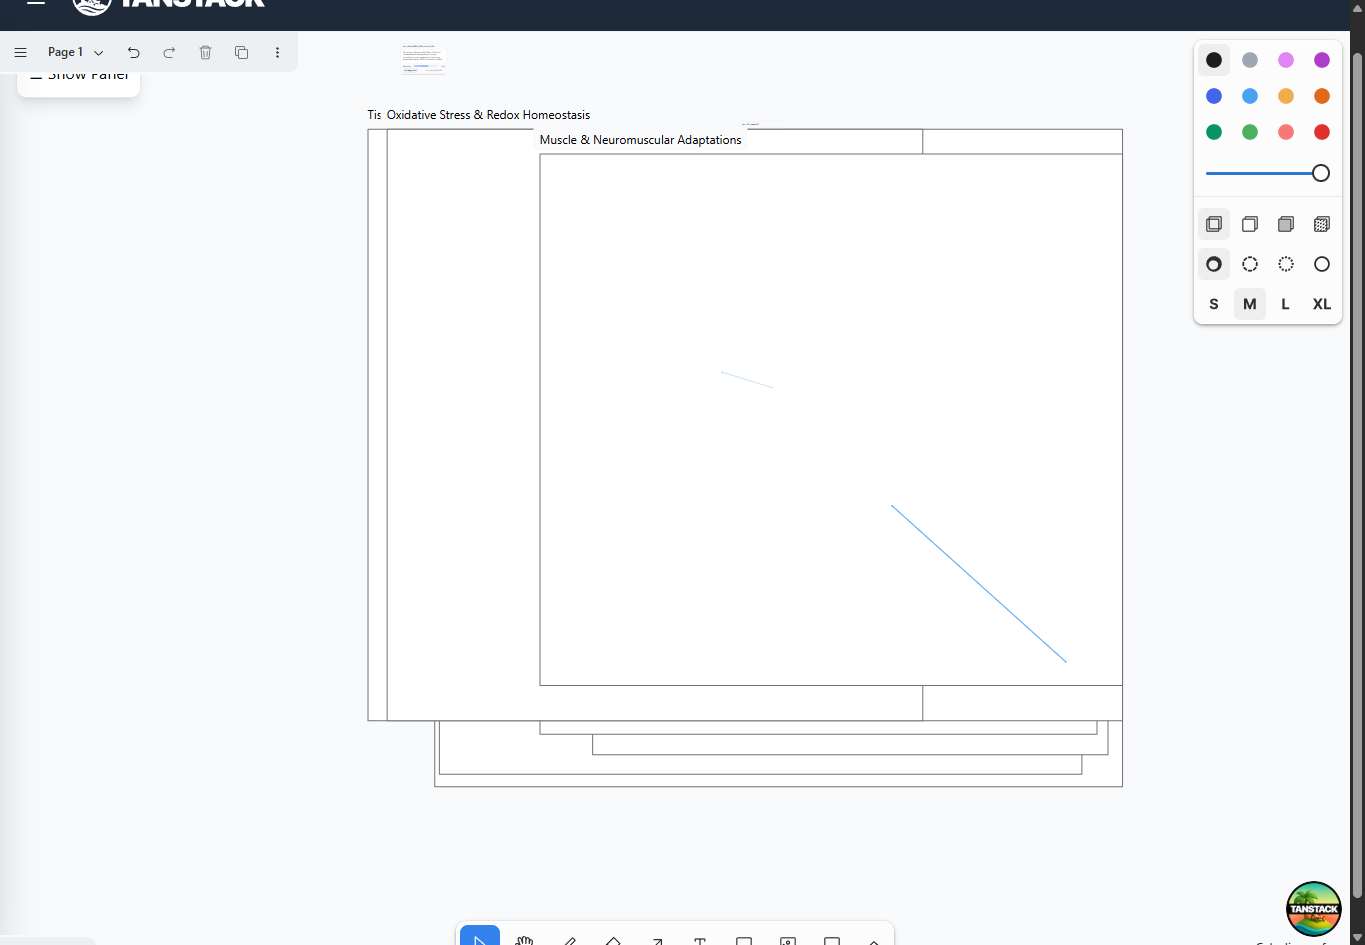 TANSTACK
Page 1
Show Panel
Tis Oxidative Stress & Redox Homeostasis
Muscle & Neuromuscular Adaptations
S M L XL
TANSTACK